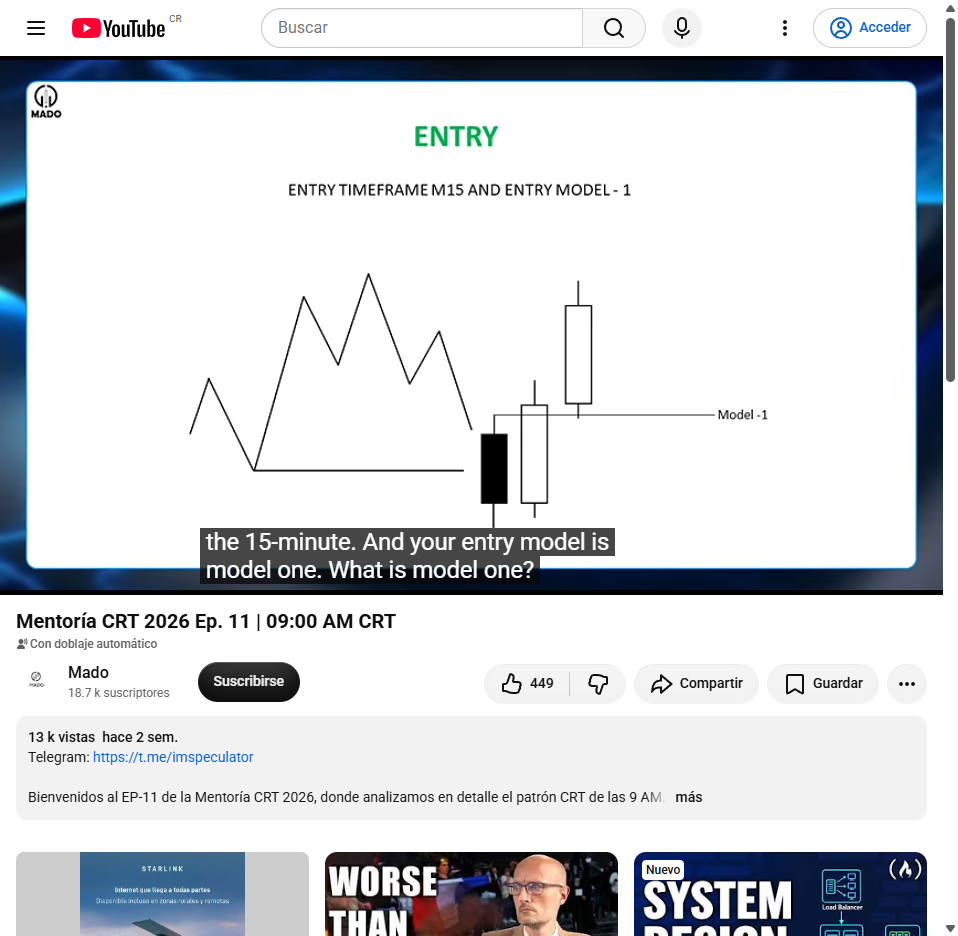 YouTube CR
Buscar
Acceder
MADO
ENTRY
ENTRY TIMEFRAME M15 AND ENTRY MODEL - 1
Model -1
the 15-minute. And your entry model is
model one. What is model one?
Mentoría CRT 2026 Ep. 11 | 09:00 AM CRT
Con doblaje automático
MADO
Mado
18.7 k suscriptores
Suscribirse
449
Compartir
Guardar
13 k vistas hace 2 sem.
Telegram: https://t.me/imspeculator
Bienvenidos al EP-11 de la Mentoría CRT 2026, donde analizamos en detalle el patrón CRT de las 9 AM. más
STARLINK
Internet que llega a todas partes
Disponible incluso en zonas rurales y remotas
WORSE
THAN
Nuevo
SYSTEM
DESIGN
Load Balancer